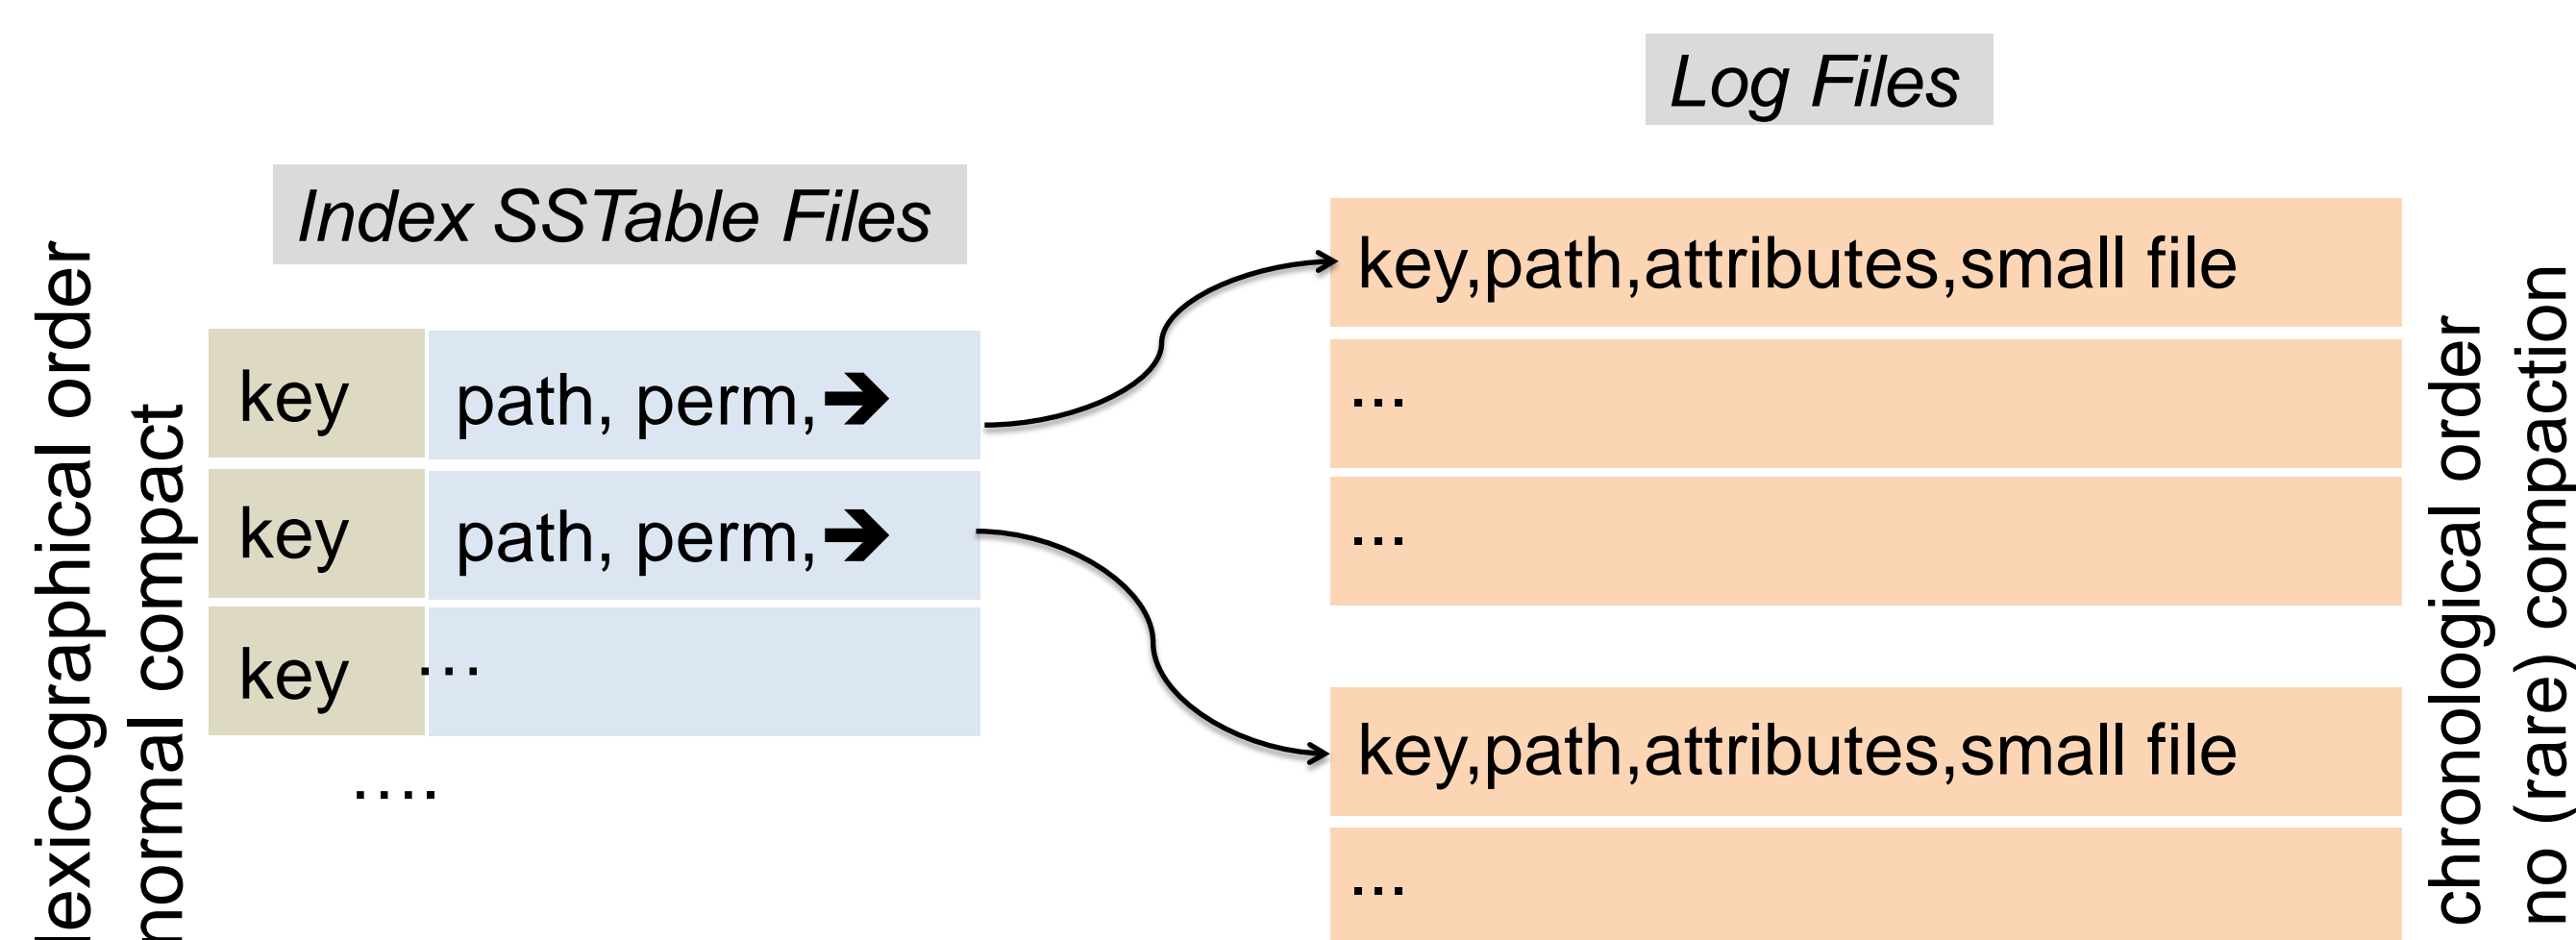 Log Files
Index SSTable Files
lexicographical order
normal compact
key path, perm,➔
key path, perm,➔
key ...
....
key,path,attributes,small file
...
...
key,path,attributes,small file
...
chronological order
no (rare) compaction